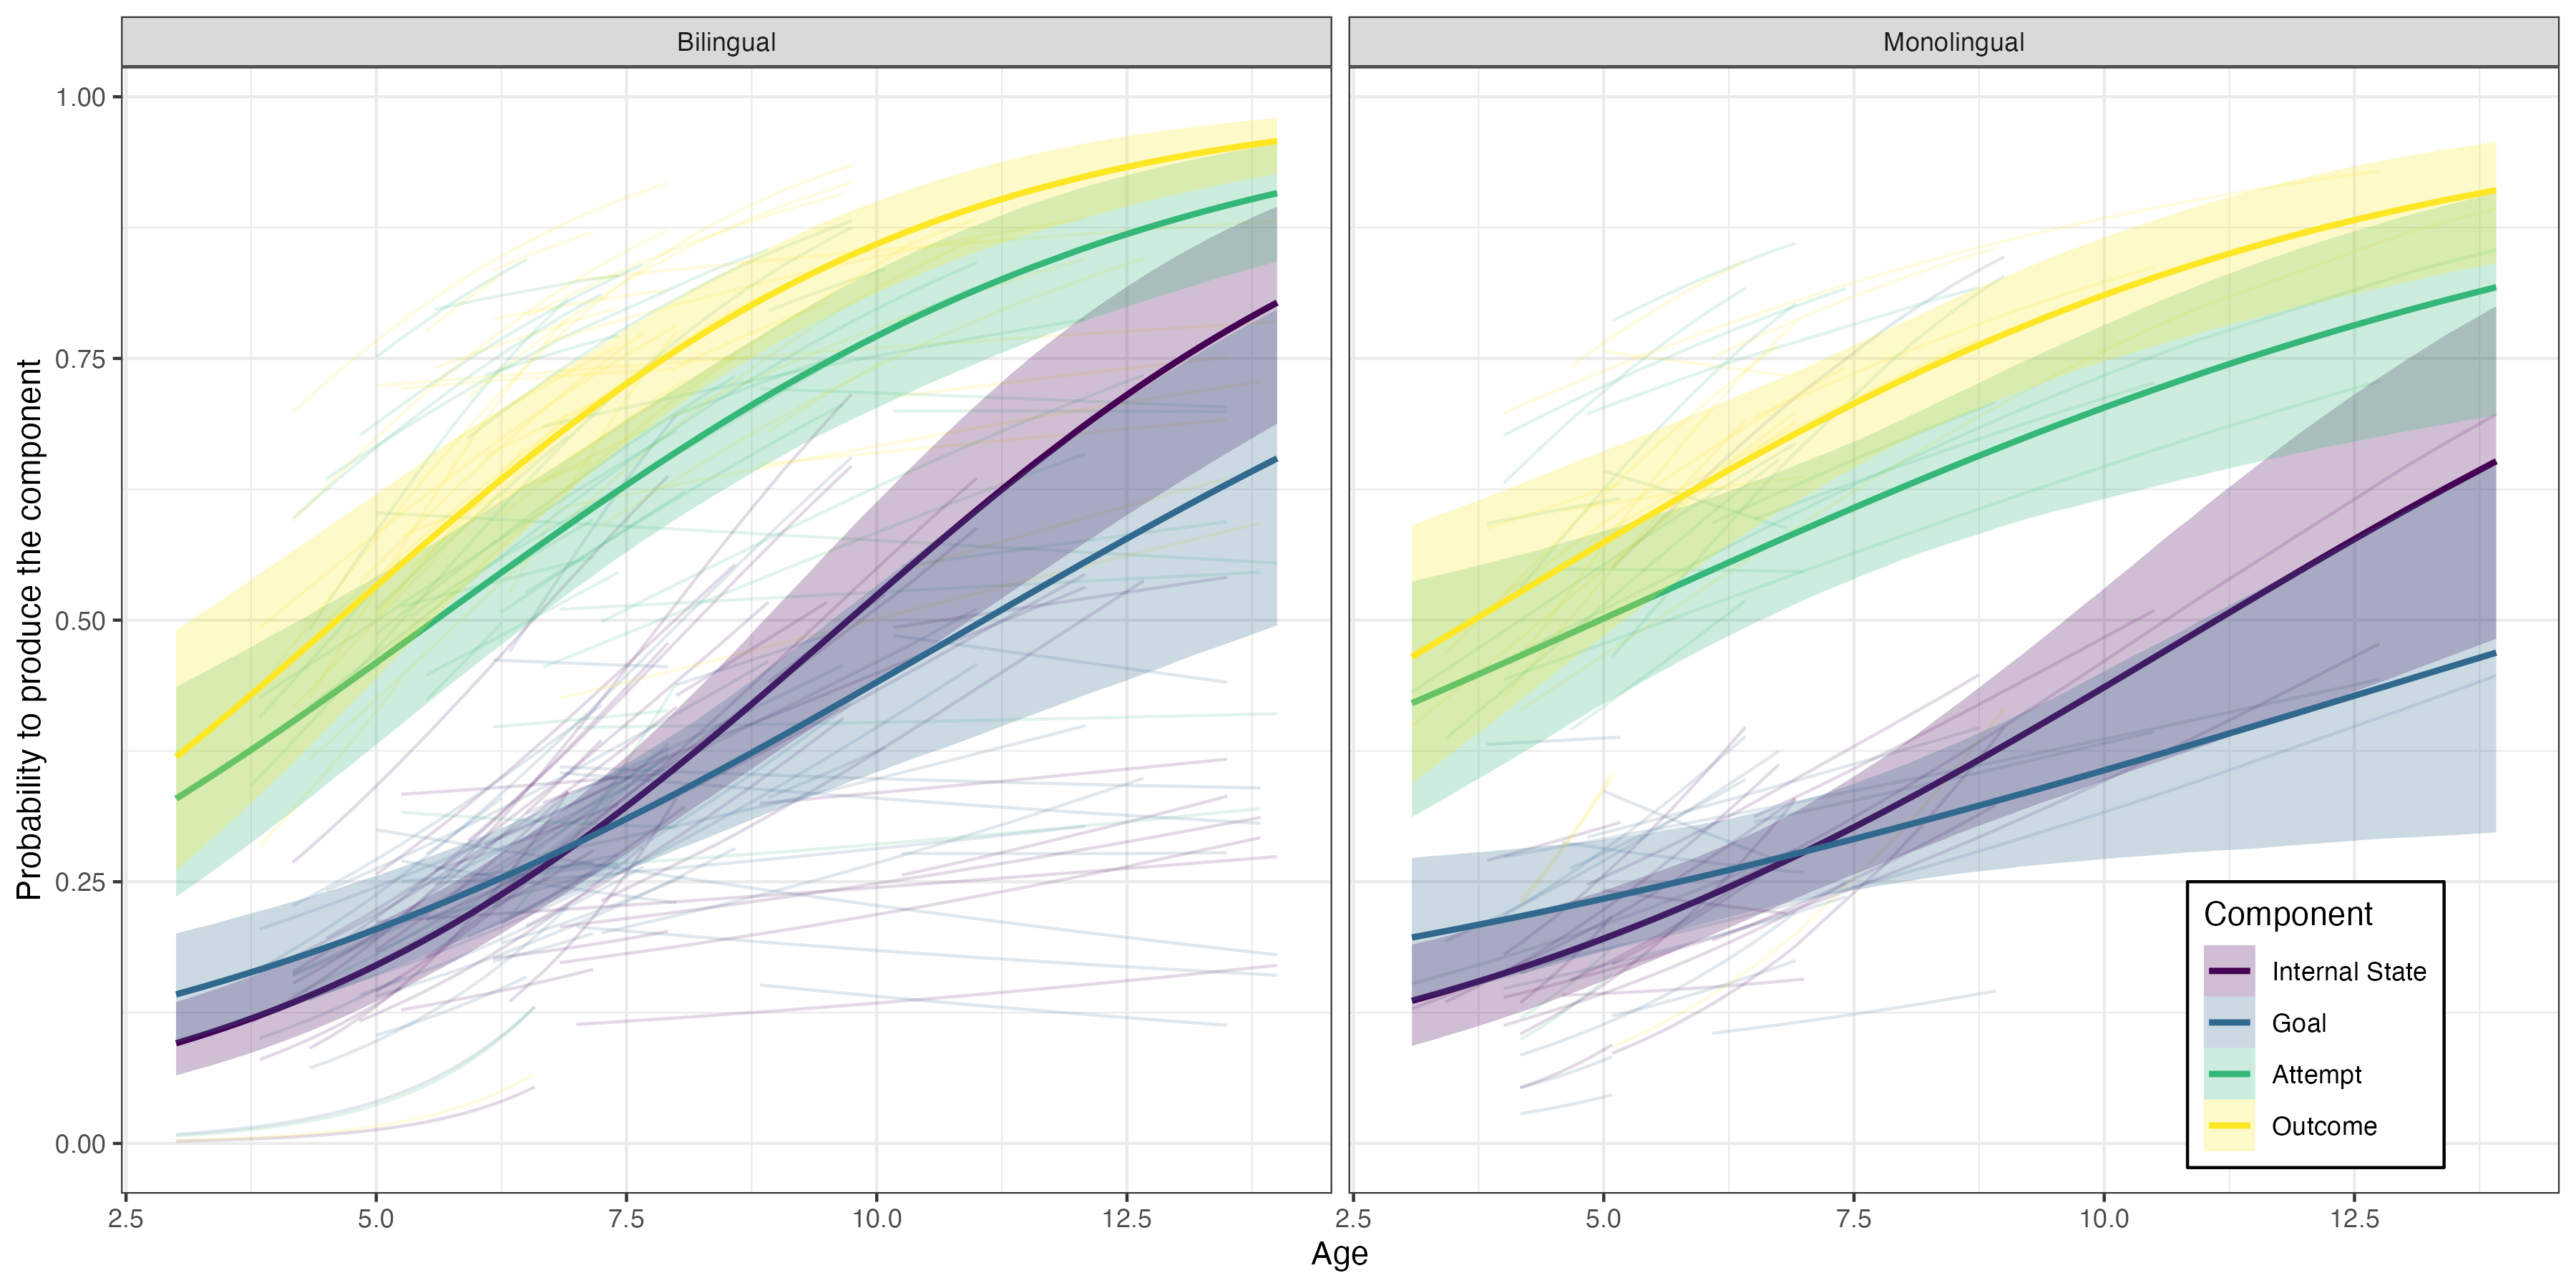 Bilingual
Monolingual
Probability to produce the component
1.00
0.75
0.50
0.25
0.00
2.5 5.0 7.5 10.0 12.5
2.5 5.0 7.5 10.0 12.5
Age
Component
Internal State
Goal
Attempt
Outcome